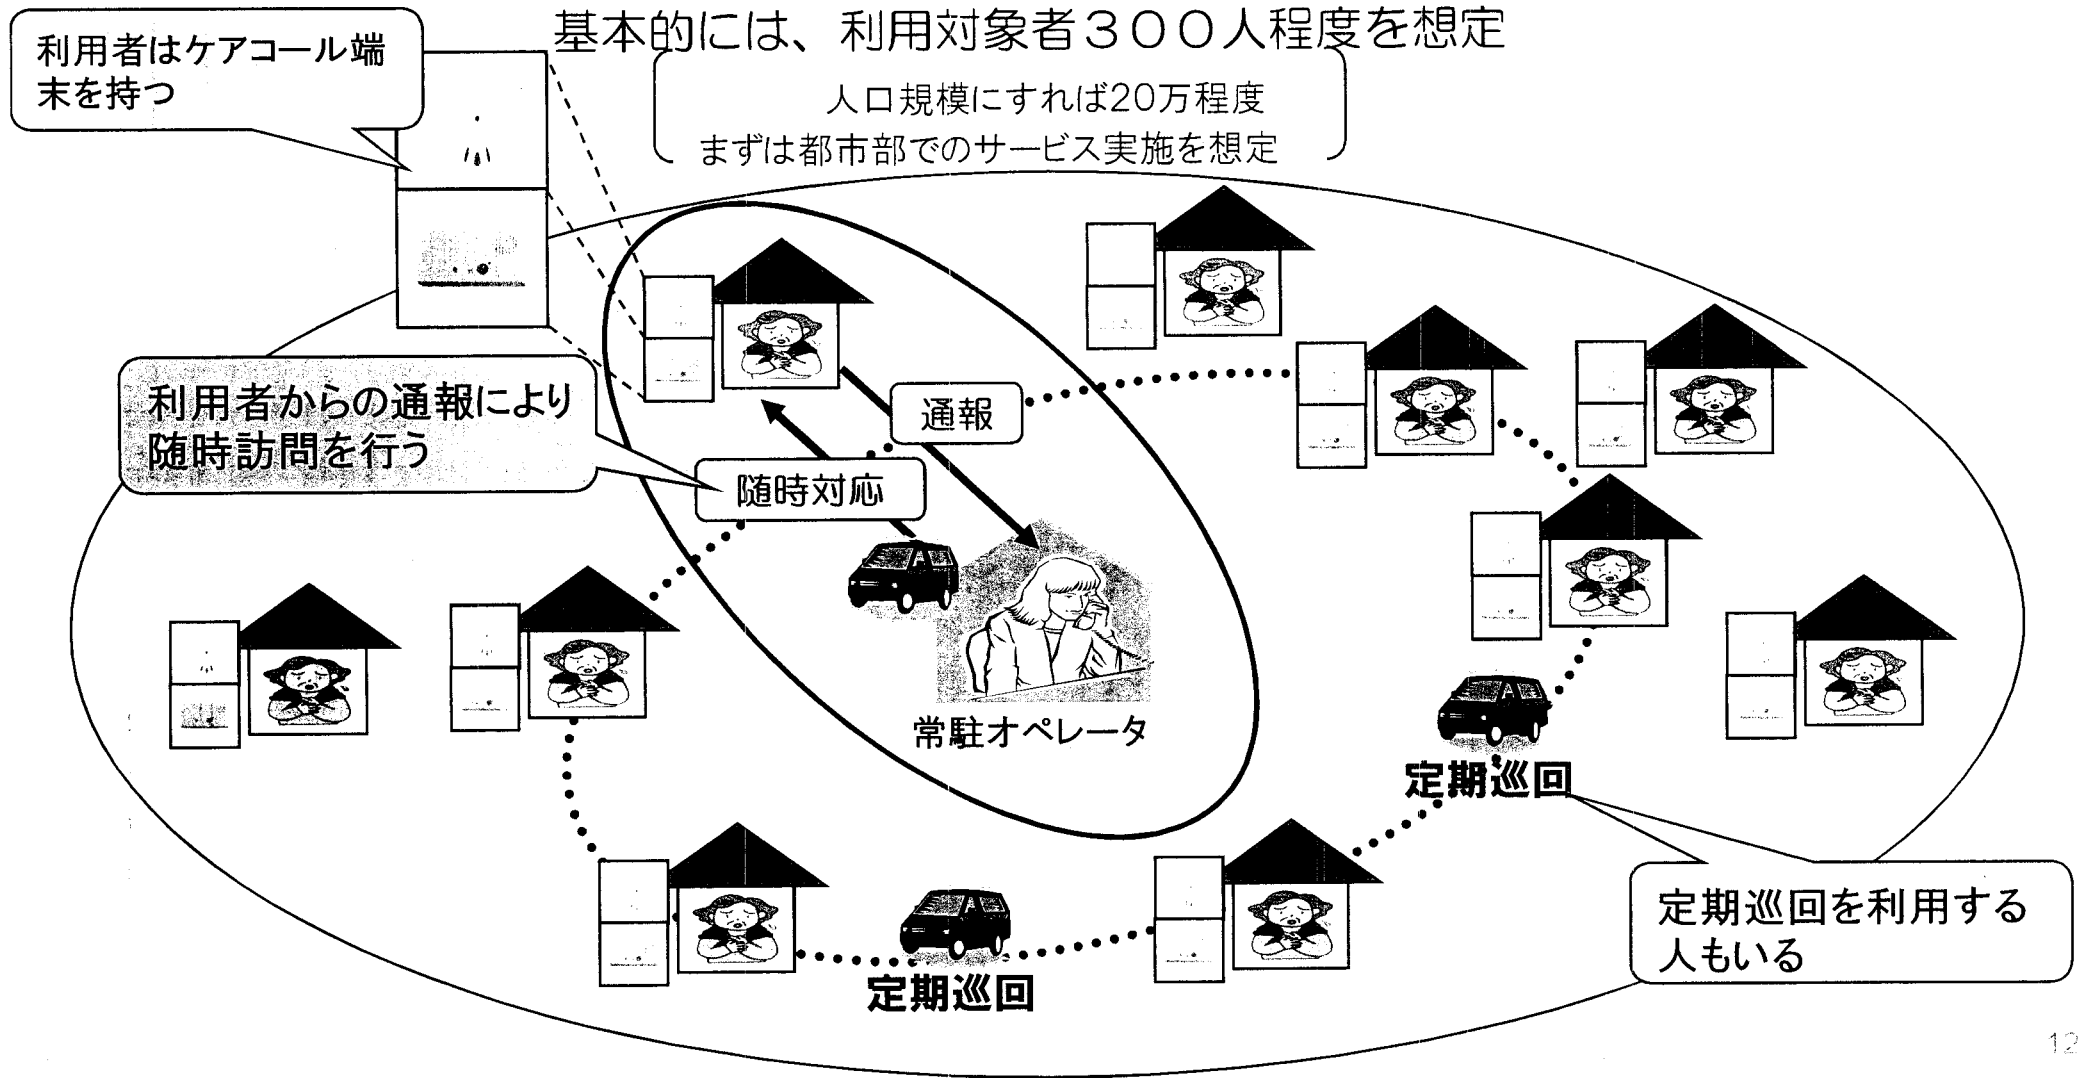 基本的には、利用対象者３００人程度を想定
利用者はケアコール端
末を持つ
人口規模にすれば20万程度
まずは都市部でのサービス実施を想定
利用者からの通報により
随時訪問を行う
通報
随時対応
常駐オペレータ
定期巡回
定期巡回を利用する
人もいる
定期巡回
12